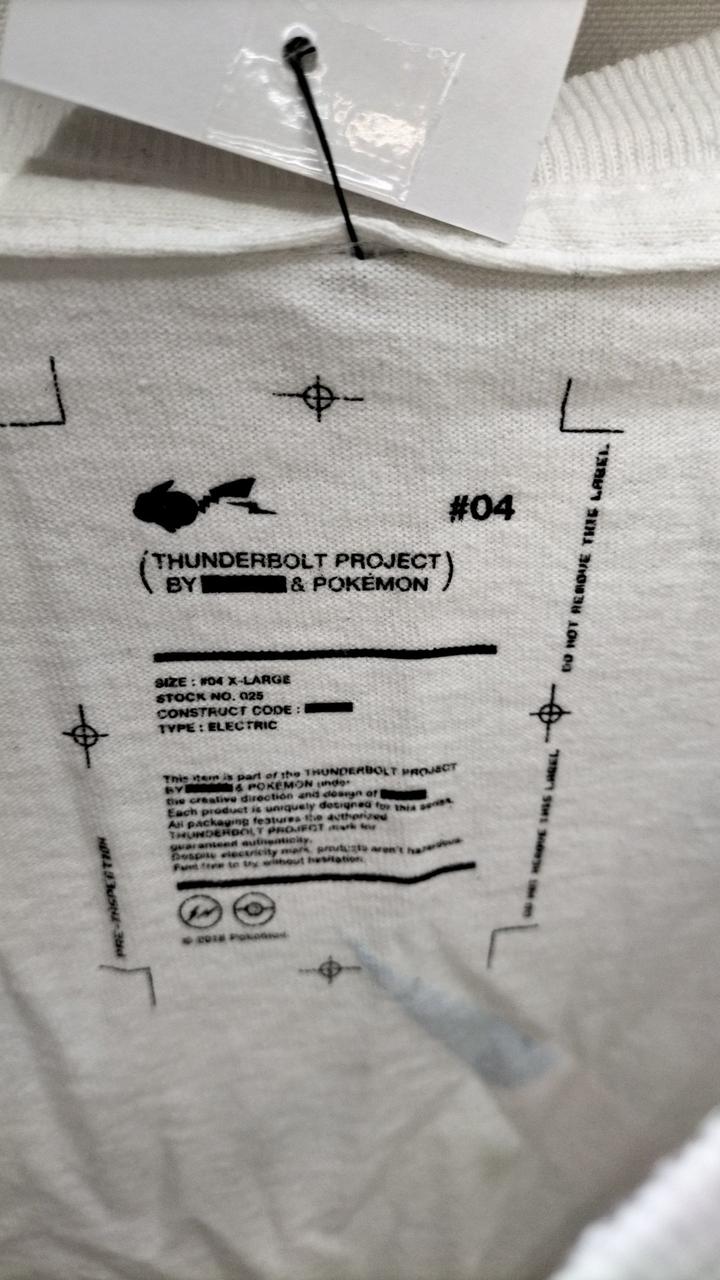 #04
(THUNDERBOLT PROJECT)
BY & POKÉMON
SIZE : #04 X-LARGE
STOCK NO. 025
CONSTRUCT CODE :
TYPE : ELECTRIC
This item is part of the THUNDERBOLT PROJECT
BY & POKÉMON under
the creative direction and design of
Each product is uniquely designed for this series.
All packaging features the authorized
THUNDERBOLT PROJECT mark for
guaranteed authenticity.
Despite electricity mark, products aren't hazardous.
Feel free to try without hesitation.
© 2018 Pokémon.
DO NOT REMOVE THIS LABEL
DO NOT REMOVE THIS LABEL
PRE-INSPECTION